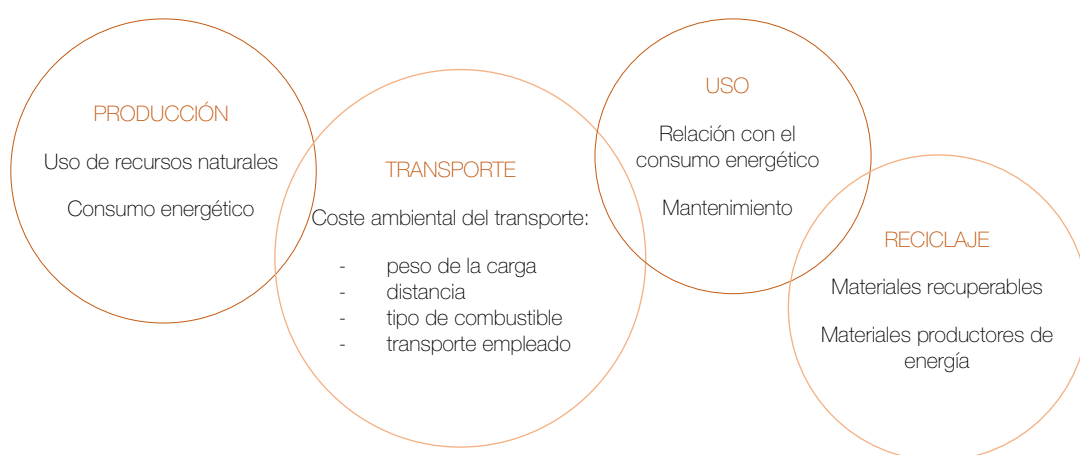 PRODUCCIÓN
Uso de recursos naturales
Consumo energético
TRANSPORTE
Coste ambiental del transporte:
- peso de la carga
- distancia
- tipo de combustible
- transporte empleado
USO
Relación con el
consumo energético
Mantenimiento
RECICLAJE
Materiales recuperables
Materiales productores de
energía